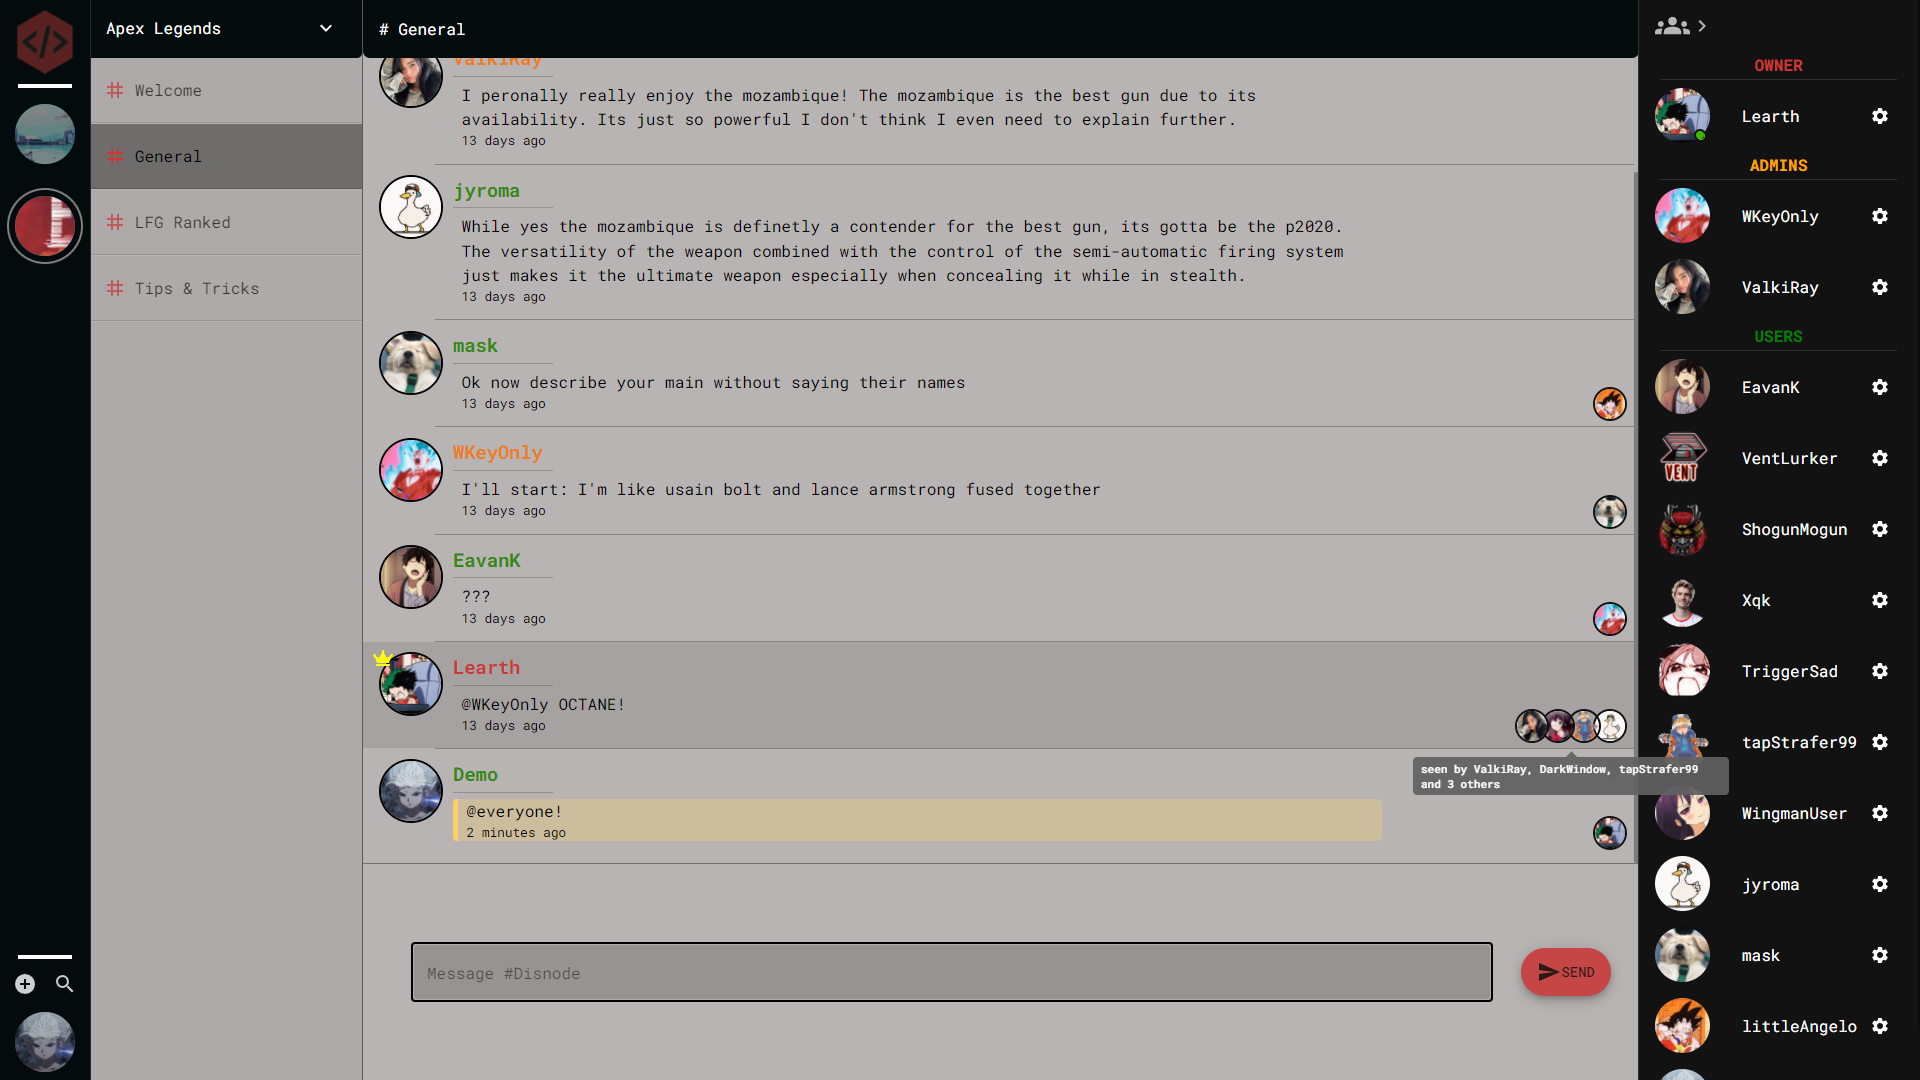 Apex Legends
Welcome
General
LFG Ranked
Tips & Tricks
# General
ValkiRay
I peronally really enjoy the mozambique! The mozambique is the best gun due to its
availability. Its just so powerful I don't think I even need to explain further.
13 days ago
jyroma
While yes the mozambique is definetly a contender for the best gun, its gotta be the p2020.
The versatility of the weapon combined with the control of the semi-automatic firing system
just makes it the ultimate weapon especially when concealing it while in stealth.
13 days ago
mask
Ok now describe your main without saying their names
13 days ago
WKeyOnly
I'll start: I'm like usain bolt and lance armstrong fused together
13 days ago
EavanK
???
13 days ago
Learth
@WKeyOnly OCTANE!
13 days ago
seen by ValkiRay, DarkWindow, tapStrafer99
and 3 others
Demo
@everyone!
2 minutes ago
Message #Disnode
SEND
OWNER
Learth
ADMINS
WKeyOnly
ValkiRay
USERS
EavanK
VentLurker
VENT
ShogunMogun
Xqk
TriggerSad
tapStrafer99
WingmanUser
jyroma
mask
littleAngelo